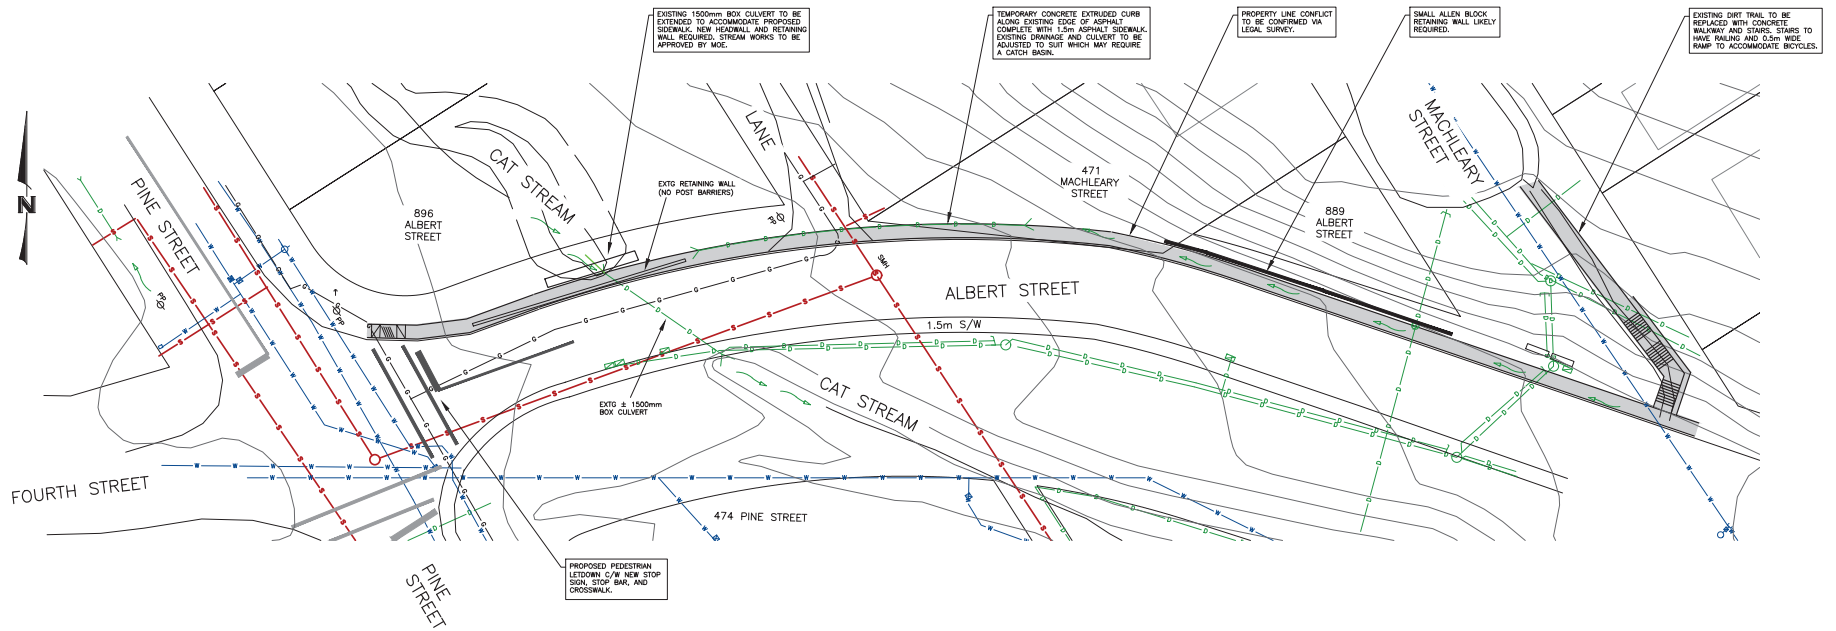 EXISTING 1500mm BOX CULVERT TO BE
EXTENDED TO ACCOMMODATE PROPOSED
SIDEWALK. NEW HEADWALL AND RETAINING
WALL REQUIRED. STREAM WORKS TO BE
APPROVED BY MOE.
TEMPORARY CONCRETE EXTRUDED CURB
ALONG EXISTING EDGE OF ASPHALT
COMPLETE WITH 1.5m ASPHALT SIDEWALK.
EXISTING DRAINAGE AND CULVERT TO BE
ADJUSTED TO SUIT WHICH MAY REQUIRE
A CATCH BASIN.
PROPERTY LINE CONFLICT
TO BE CONFIRMED VIA
LEGAL SURVEY.
SMALL ALLEN BLOCK
RETAINING WALL LIKELY
REQUIRED.
EXISTING DIRT TRAIL TO BE
REPLACED WITH CONCRETE
WALKWAY AND STAIRS. STAIRS TO
HAVE RAILING AND 0.5m WIDE
RAMP TO ACCOMMODATE BICYCLES.
N
PINE STREET
CAT STREAM
LANE
MACHLEARY
STREET
EXTG RETAINING WALL
(NO POST BARRIERS)
896
ALBERT
STREET
471
MACHLEARY
STREET
889
ALBERT
STREET
PP
PP
PP
SMH
ALBERT STREET
1.5m S/W
EXTG ± 1500mm
BOX CULVERT
CAT STREAM
FOURTH STREET
474 PINE STREET
PROPOSED PEDESTRIAN
LETDOWN C/W NEW STOP
SIGN, STOP BAR, AND
CROSSWALK.
PINE
STREET